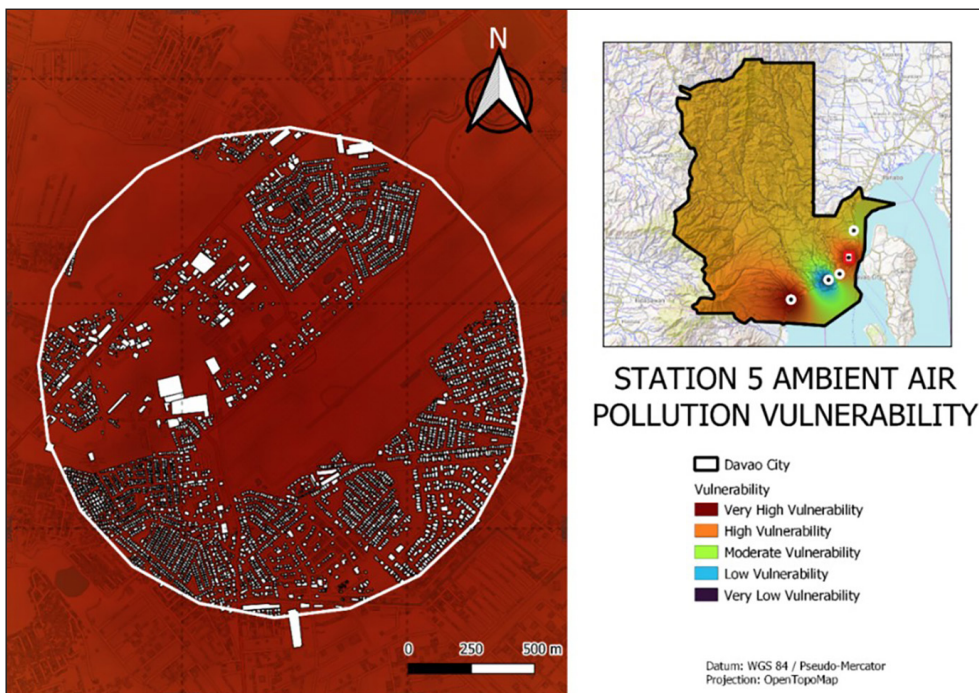 N
STATION 5 AMBIENT AIR
POLLUTION VULNERABILITY
Davao City
Vulnerability
Very High Vulnerability
High Vulnerability
Moderate Vulnerability
Low Vulnerability
Very Low Vulnerability
0 250 500 m
Datum: WGS 84 / Pseudo-Mercator
Projection: OpenTopoMap